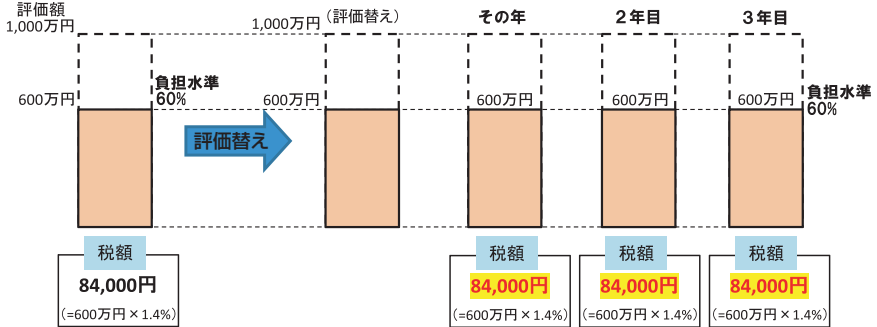 評価額
1,000万円
1,000万円
(評価替え)
その年
2年目
3年目
負担水準
60%
600万円
600万円
600万円
600万円
600万円
負担水準
60%
評価替え
税額
84,000円
(=600万円×1.4%)
税額
84,000円
(=600万円×1.4%)
税額
84,000円
(=600万円×1.4%)
税額
84,000円
(=600万円×1.4%)